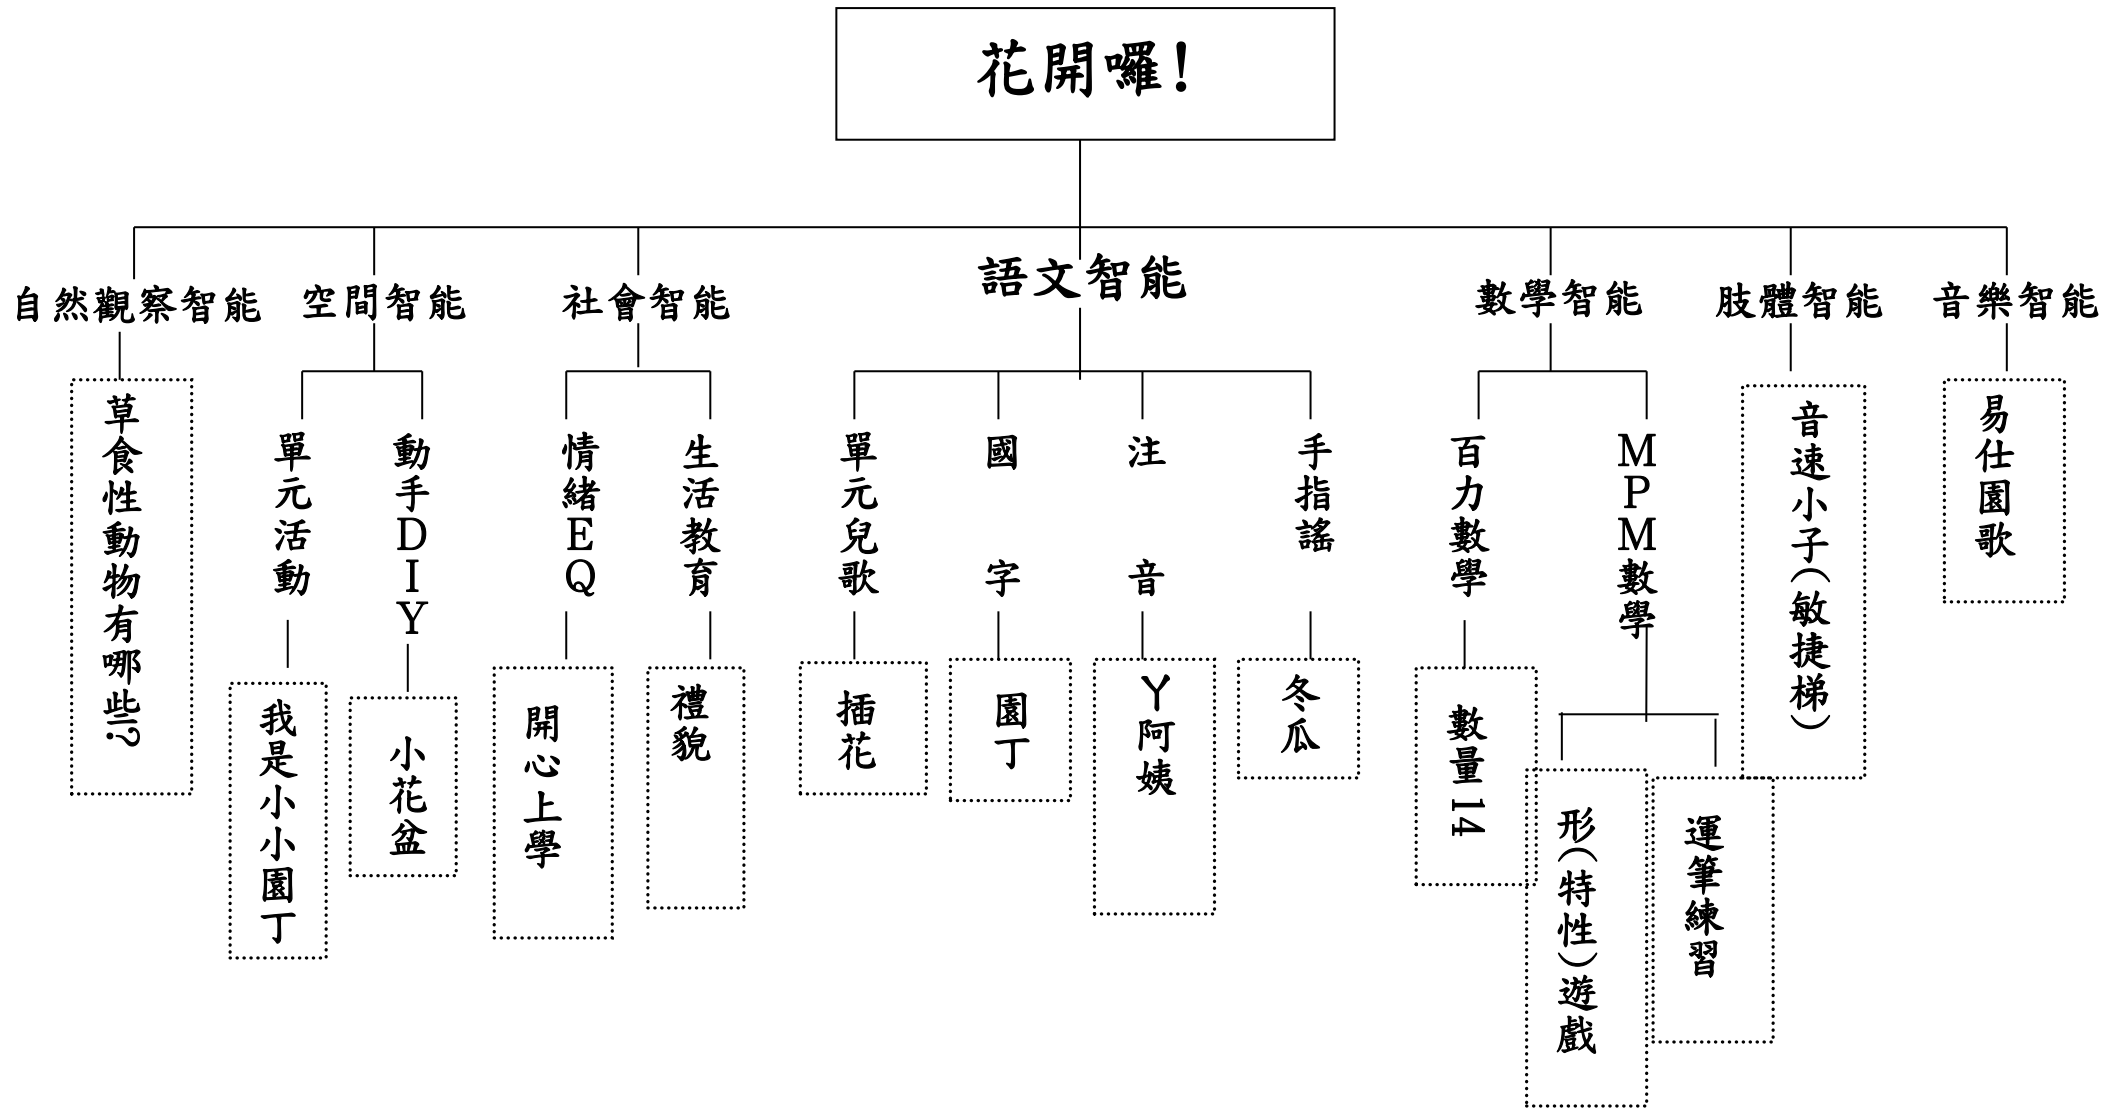 花開囉!
自然觀察智能
空間智能
社會智能
語文智能
數學智能
肢體智能
音樂智能
草食性動物有哪些?
單元活動
動手DIY
情緒EQ
生活教育
單元兒歌
國字
注音
手指謠
百力數學
MPM數學
音速小子(敏捷梯)
易仕園歌
我是小小園丁
小花盆
開心上學
禮貌
插花
園丁
ㄚ阿姨
冬瓜
數量14
形(特性)遊戲
運筆練習